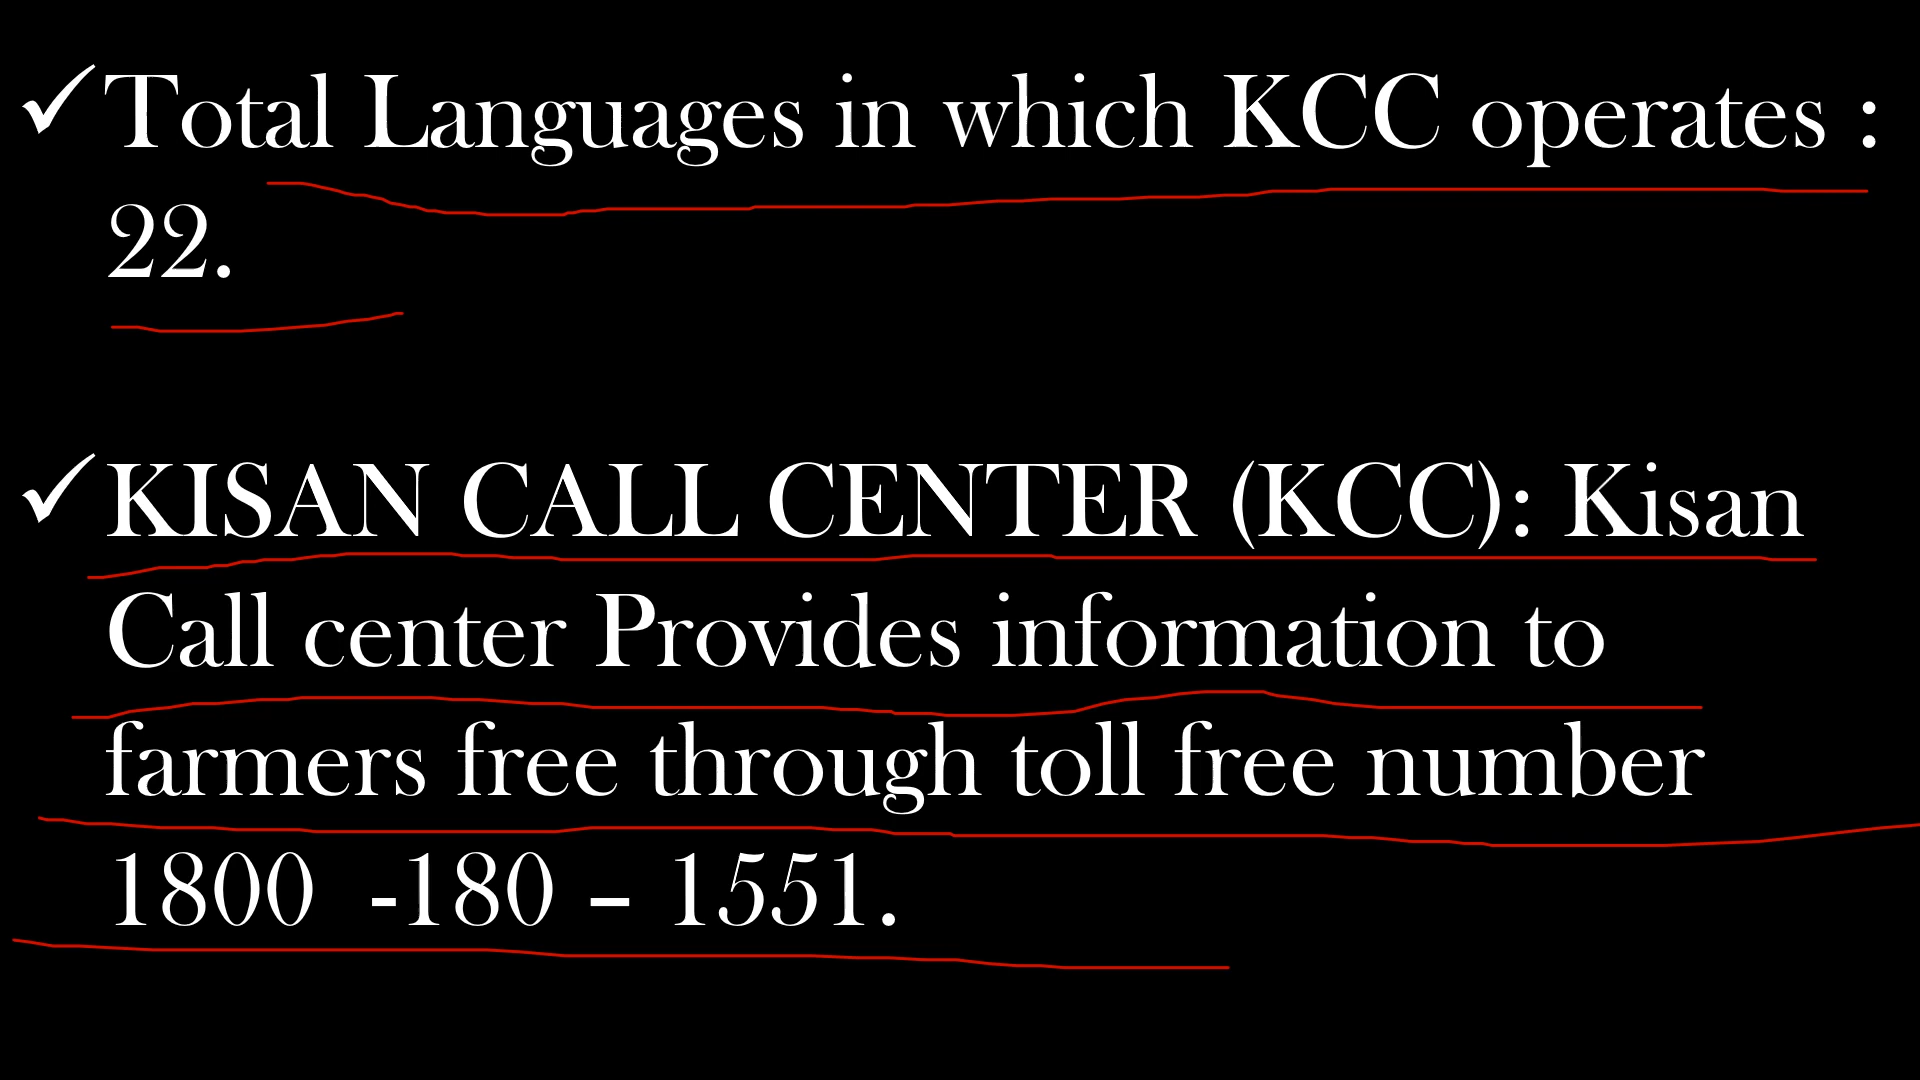 ✓Total Languages in which KCC operates :
22.
✓KISAN CALL CENTER (KCC): Kisan
Call center Provides information to
farmers free through toll free number
1800  -180 – 1551.